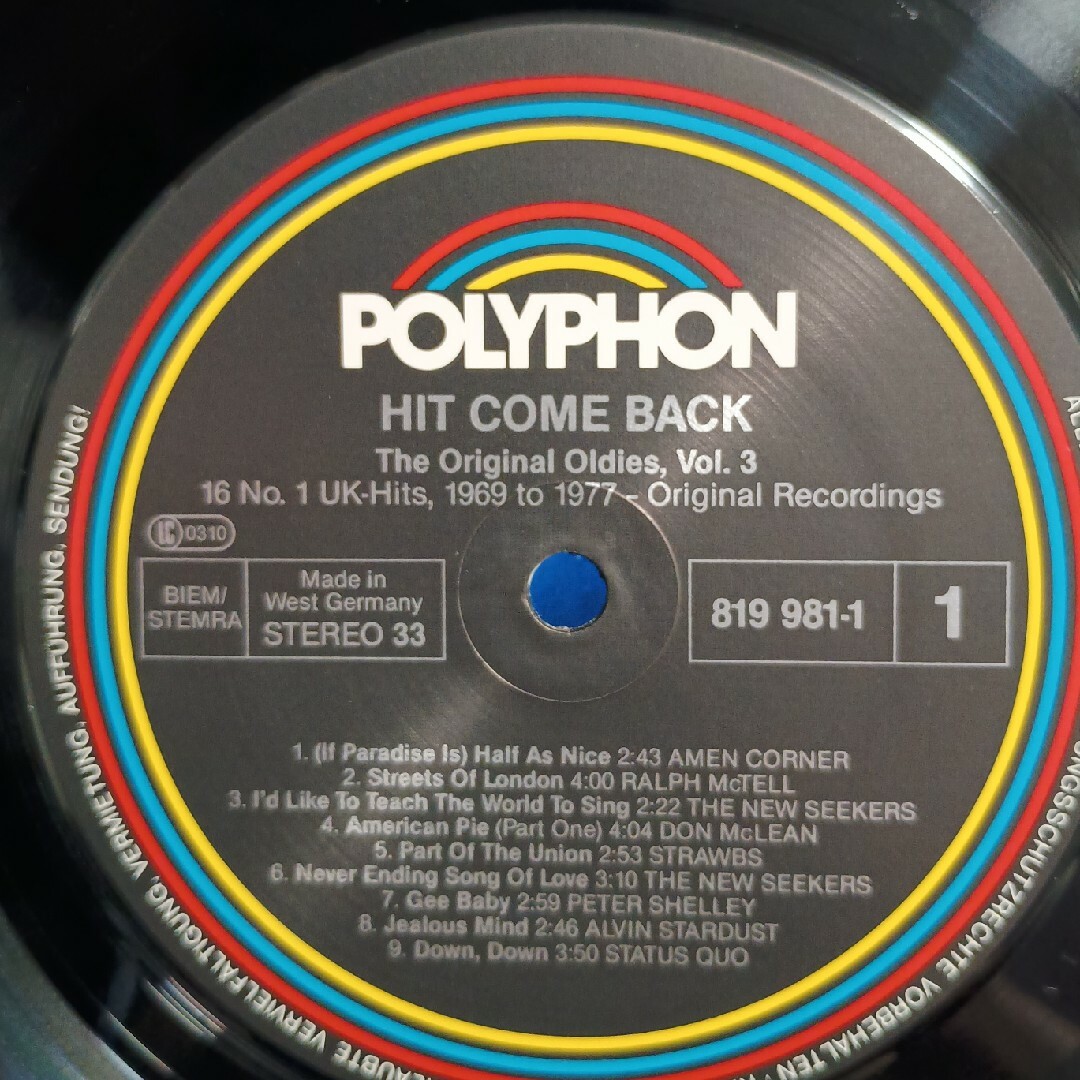 POLYPHON
HIT COME BACK
The Original Oldies, Vol. 3
16 No. 1 UK-Hits, 1969 to 1977 - Original Recordings
LC 0310
BIEM/
STEMRA
Made in
West Germany
STEREO 33
819 981-1
1
1. (If Paradise Is) Half As Nice 2:43 AMEN CORNER
2. Streets Of London 4:00 RALPH McTELL
3. I'd Like To Teach The World To Sing 2:22 THE NEW SEEKERS
4. American Pie (Part One) 4:04 DON McLEAN
5. Part Of The Union 2:53 STRAWBS
6. Never Ending Song Of Love 3:10 THE NEW SEEKERS
7. Gee Baby 2:59 PETER SHELLEY
8. Jealous Mind 2:46 ALVIN STARDUST
9. Down, Down 3:50 STATUS QUO
VERVIELFÄLTIGUNG, VERMIETUNG, AUFFÜHRUNG, SENDUNG!
VORBEHALTEN